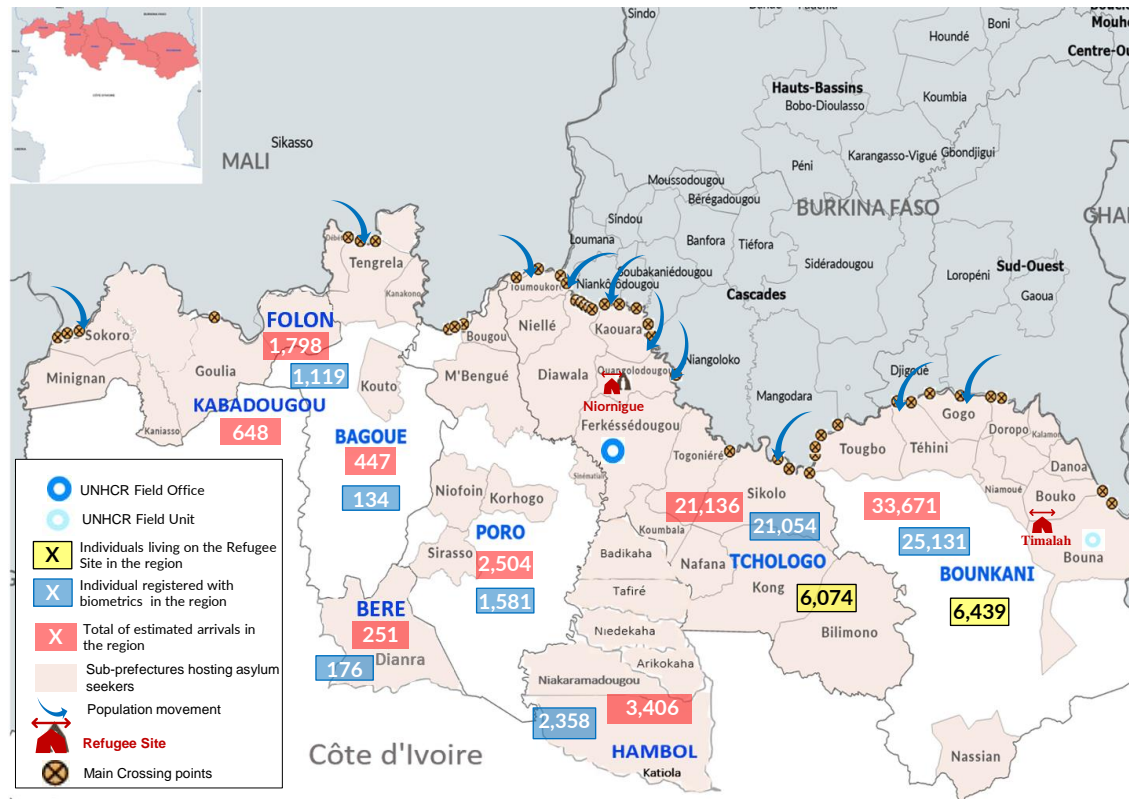 Sindo
Houndé
Boni
Mouh
Centre-Ou
Hauts-Bassins
Bobo-Dioulasso
Koumbia
CÔTE D'IVOIRE
Sikasso
MALI
Péni
Karangasso-Vigué
Gbondjigui
Moussodougou
Bérégadougou
BURKINA FASO
GHA
Sindou
Loumana
Banfora
Tiéfora
Sidéradougou
Tengrela
Kanakono
Toumoukoro
Niankorodougou
Soubakaniédougou
Loropéni
Sud-Ouest
Gaoua
Cascades
Sokoro
FOLON
1,798
1,119
Niellé
Kaouara
Bougou
Niangoloko
Djigoué
Minignan
Goulia
Kouto
M'Bengué
Diawala
Ouangolodougou
Niornigue
Mangodara
Kaniasso
KABADOUGOU
648
BAGOUE
447
134
Ferkéssédougou
Togoniéré
Tougbo
Téhini
Gogo
Doropo
Kalamon
Danoa
Niamoué
Bouko
Timalah
Bouna
Niofoin
Korhogo
Sinématiali
Sikolo
21,136
21,054
33,671
25,131
PORO
2,504
1,581
Sirasso
Koumbala
Badikaha
Nafana
TCHOLOGO
BOUNKANI
Tafiré
Kong
6,074
6,439
BERE
251
176
Dianra
Niedekaha
Bilimono
Arikokaha
Niakaramadougou
3,406
2,358
HAMBOL
Katiola
Nassian
Côte d'Ivoire
UNHCR Field Office
UNHCR Field Unit
X
Individuals living on the Refugee
Site in the region
X
Individual registered with
biometrics in the region
X
Total of estimated arrivals in
the region
Sub-prefectures hosting asylum
seekers
Population movement
Refugee Site
Main Crossing points